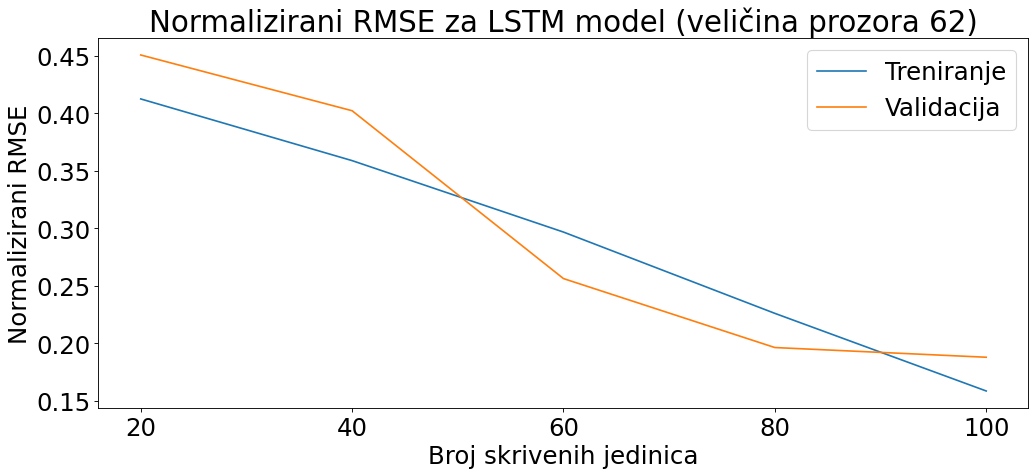 Normalizirani RMSE za LSTM model (veličina prozora 62)
Treniranje
Validacija
Normalizirani RMSE
0.45
0.40
0.35
0.30
0.25
0.20
0.15
20 40 60 80 100
Broj skrivenih jedinica